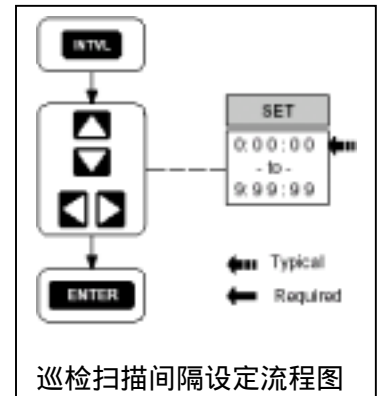 INTVL
SET
0:00:00
- to -
9:99:99
Typical
Required
ENTER
巡检扫描间隔设定流程图